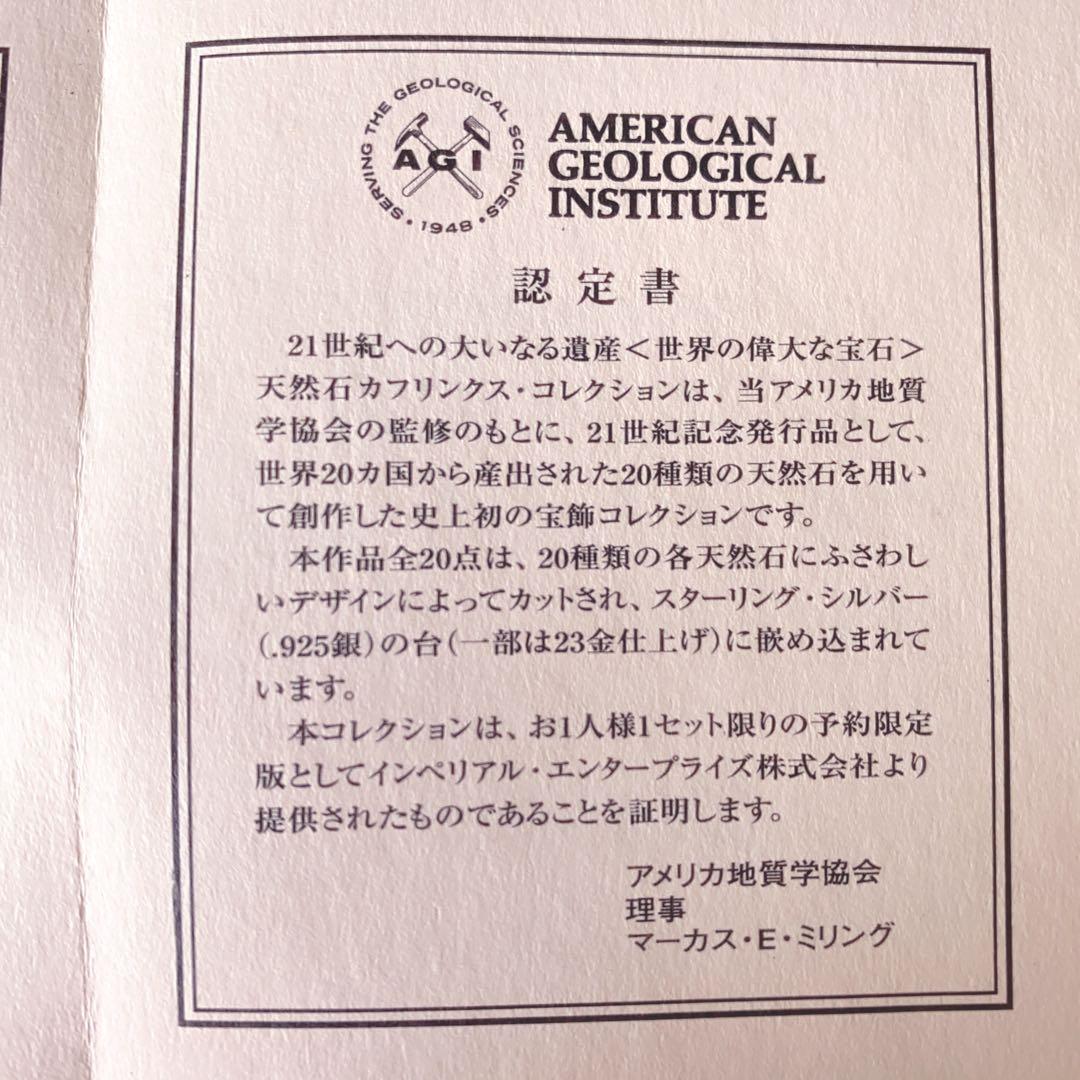 SERVING THE GEOLOGICAL SCIENCES
AGI
・1948・
AMERICAN
GEOLOGICAL
INSTITUTE
認定書
21世紀への大いなる遺産＜世界の偉大な宝石＞
天然石カフリンクス・コレクションは、当アメリカ地質
学協会の監修のもとに、21世紀記念発行品として、
世界20カ国から産出された20種類の天然石を用い
て創作した史上初の宝飾コレクションです。
本作品全20点は、20種類の各天然石にふさわし
いデザインによってカットされ、スターリング・シルバー
(.925銀)の台(一部は23金仕上げ)に嵌め込まれて
います。
本コレクションは、お1人様1セット限りの予約限定
版としてインペリアル・エンタープライズ株式会社より
提供されたものであることを証明します。
アメリカ地質学協会
理事
マーカス・E・ミリング